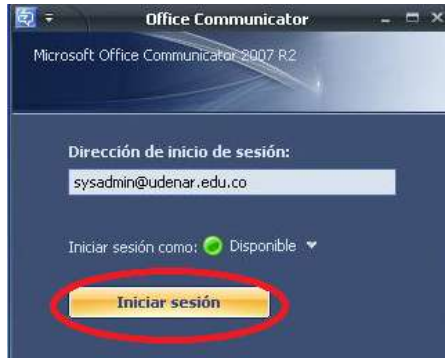 Office Communicator
Microsoft Office Communicator 2007 R2
Dirección de inicio de sesión:
sysadmin@udenar.edu.co
Iniciar sesión como: Disponible
Iniciar sesión